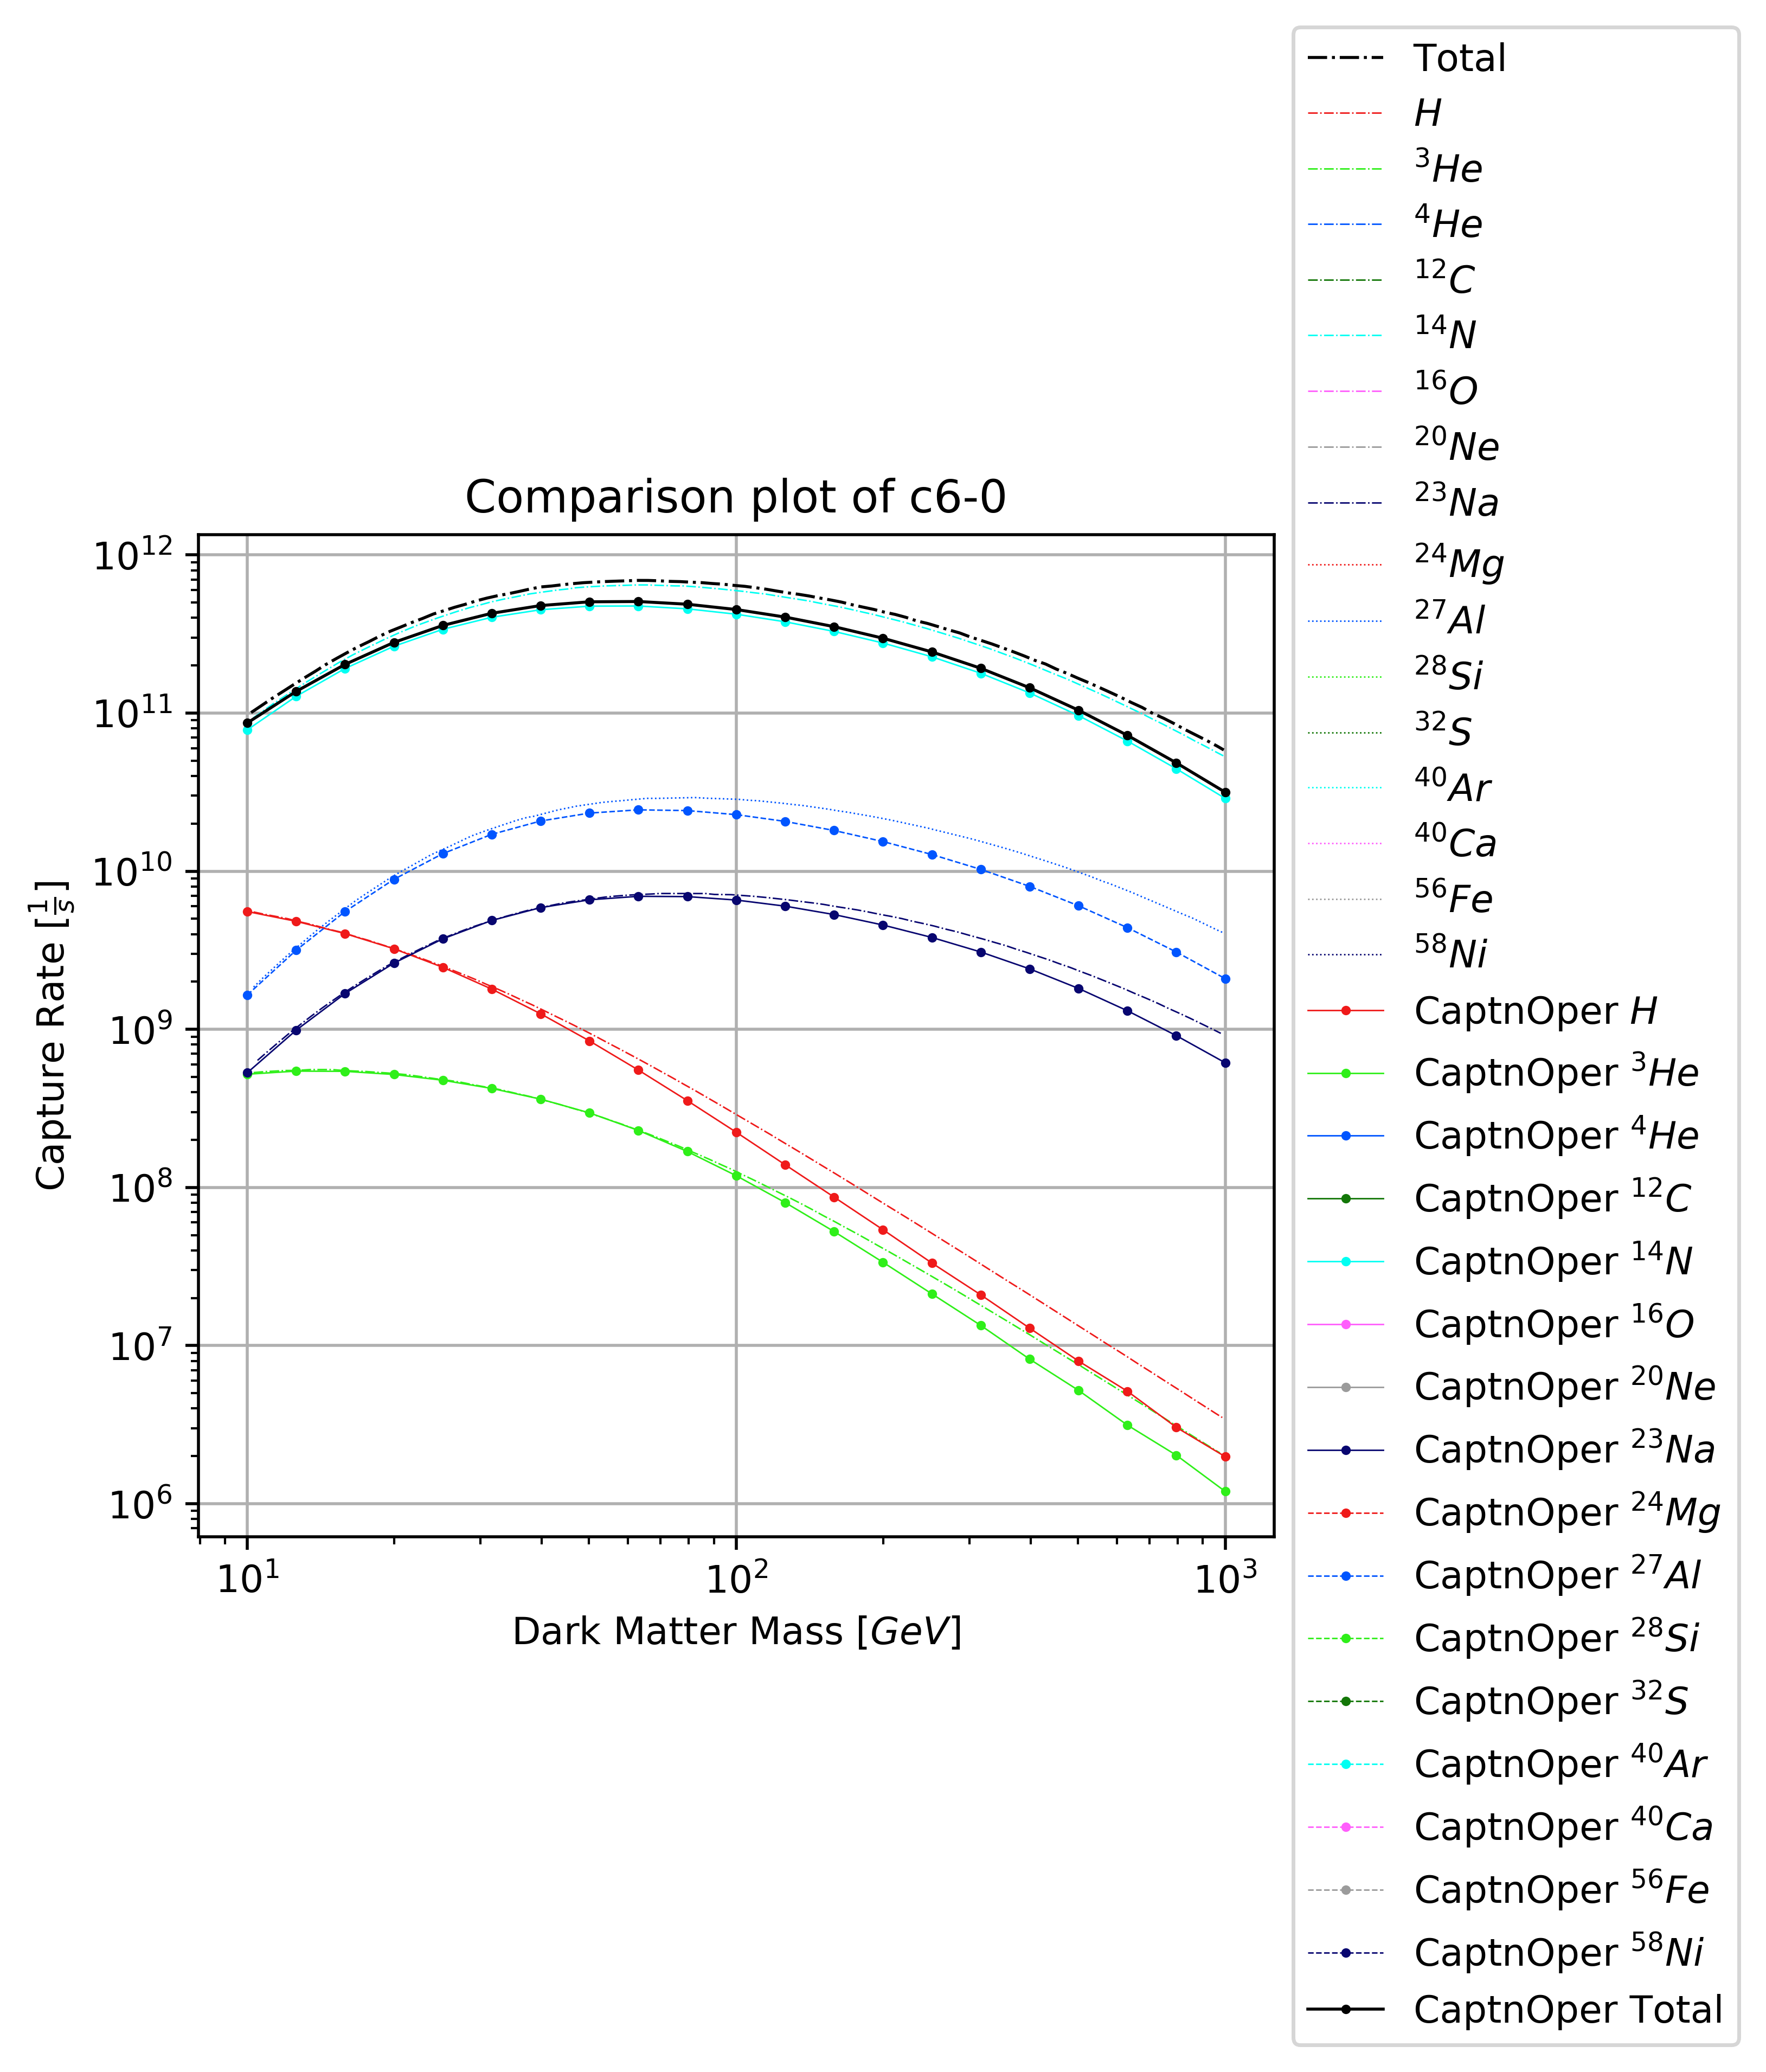 Comparison plot of c6-0
Capture Rate [1/s]
10^12
10^11
10^10
10^9
10^8
10^7
10^6
10^1 10^2 10^3
Dark Matter Mass [GeV]
Total
H
^3He
^4He
^12C
^14N
^16O
^20Ne
^23Na
^24Mg
^27Al
^28Si
^32S
^40Ar
^40Ca
^56Fe
^58Ni
CaptnOper H
CaptnOper ^3He
CaptnOper ^4He
CaptnOper ^12C
CaptnOper ^14N
CaptnOper ^16O
CaptnOper ^20Ne
CaptnOper ^23Na
CaptnOper ^24Mg
CaptnOper ^27Al
CaptnOper ^28Si
CaptnOper ^32S
CaptnOper ^40Ar
CaptnOper ^40Ca
CaptnOper ^56Fe
CaptnOper ^58Ni
CaptnOper Total